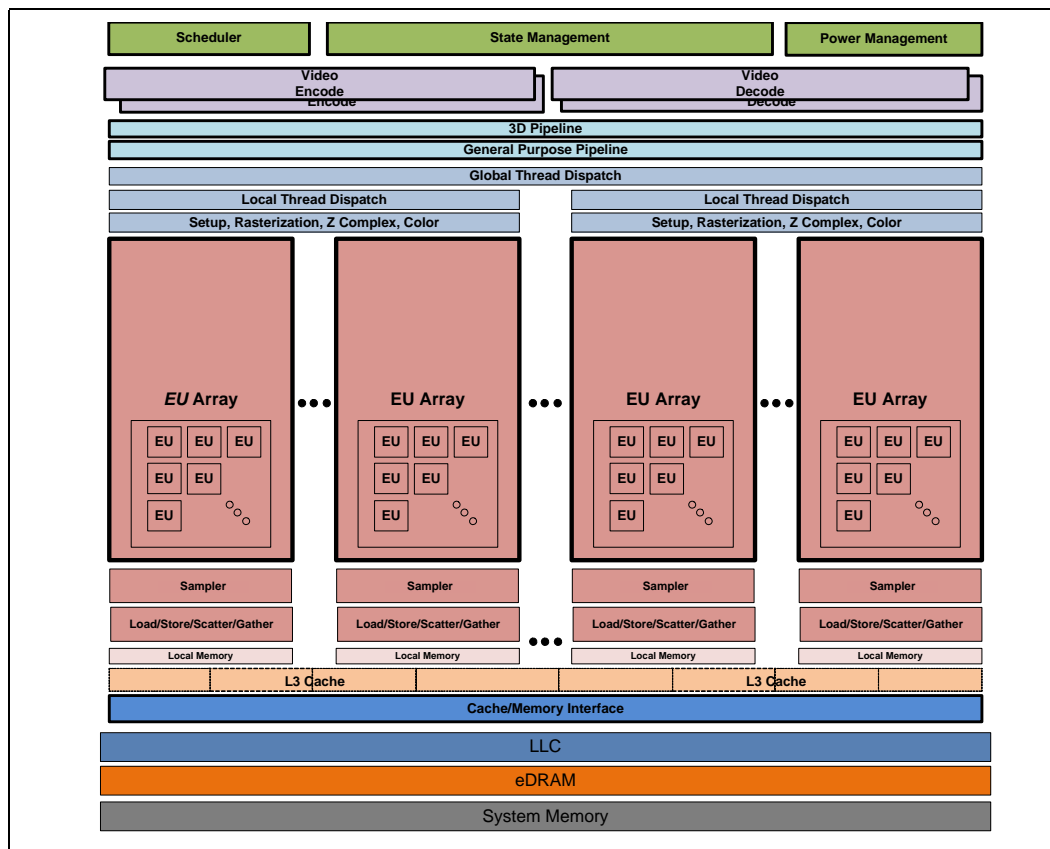 Scheduler
State Management
Power Management
Video
Encode
Encode
Video
Decode
Decode
3D Pipeline
General Purpose Pipeline
Global Thread Dispatch
Local Thread Dispatch
Local Thread Dispatch
Setup, Rasterization, Z Complex, Color
Setup, Rasterization, Z Complex, Color
EU Array
EU EU EU
EU EU
EU
EU Array
EU EU EU
EU EU
EU
EU Array
EU EU EU
EU EU
EU
EU Array
EU EU EU
EU EU
EU
Sampler
Sampler
Sampler
Sampler
Load/Store/Scatter/Gather
Load/Store/Scatter/Gather
Load/Store/Scatter/Gather
Load/Store/Scatter/Gather
Local Memory
Local Memory
Local Memory
Local Memory
L3 Cache
L3 Cache
Cache/Memory Interface
LLC
eDRAM
System Memory